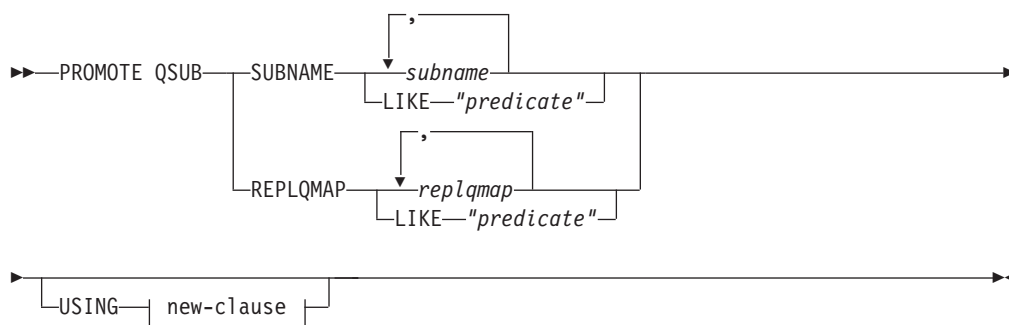 ,
PROMOTE QSUB SUBNAME subname
LIKE "predicate"
,
REPLQMAP replqmap
LIKE "predicate"
USING new-clause